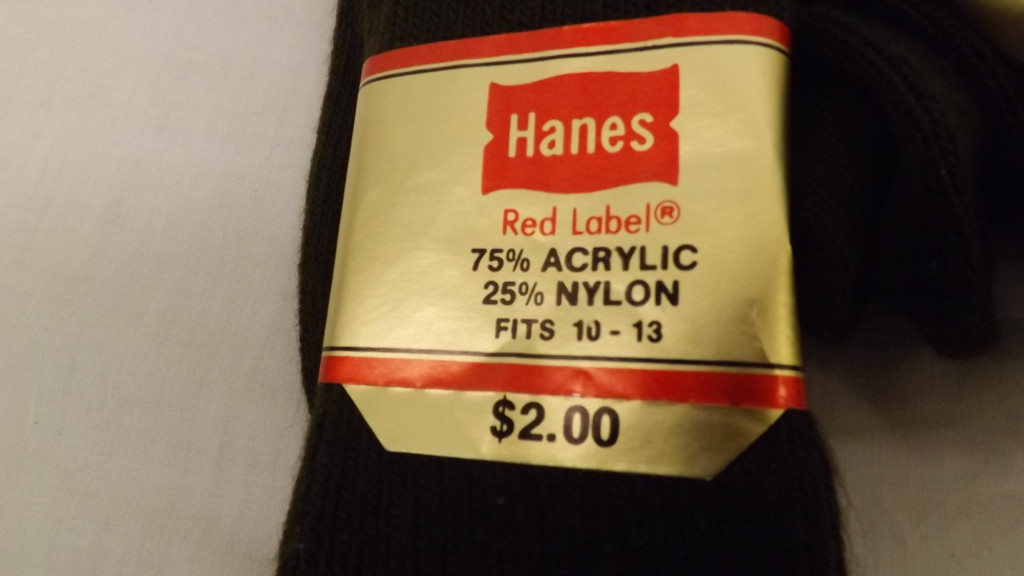 Hanes
Red Label®
75% ACRYLIC
25% NYLON
FITS 10 - 13
$2.00